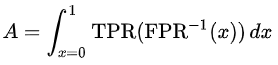 A = ∫_{x=0}^{1} TPR(FPR⁻¹(x)) dx